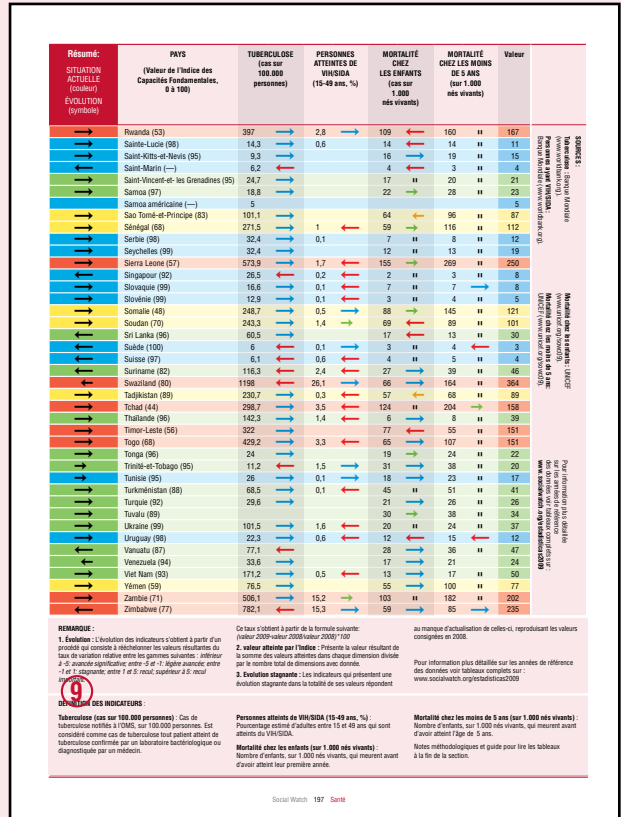 Résumé:
SITUATION
ACTUELLE
(couleur)
ÉVOLUTION
(symbole)
PAYS
(Valeur de l'Indice des
Capacités Fondamentales,
0 à 100)
TUBERCULOSE
(cas sur
100.000
personnes)
PERSONNES
ATTEINTES DE
VIH/SIDA
(15-49 ans, %)
MORTALITÉ
CHEZ
LES ENFANTS
(cas sur
1.000
nés vivants)
MORTALITÉ
CHEZ LES MOINS
DE 5 ANS
(sur 1.000
nés vivants)
Valeur
Rwanda (53) 397 2,8 109 160 167
Sainte-Lucie (98) 14,3 0,6 14 14 11
Saint-Kitts-et-Nevis (95) 9,3 16 19 15
Saint-Marin (—) 6,2 4 3 4
Saint-Vincent-et- les Grenadines (95) 24,7 17 20 21
Samoa (97) 18,8 22 28 23
Samoa américaine (—) 5 5
Sao Tomé-et-Principe (83) 101,1 64 96 87
Sénégal (68) 271,5 1 59 116 112
Serbie (98) 32,4 0,1 7 8 12
Seychelles (99) 32,4 12 13 19
Sierra Leone (57) 573,9 1,7 155 269 250
Singapour (92) 26,5 0,2 2 3 8
Slovaquie (99) 16,6 0,1 7 7 8
Slovénie (99) 12,9 0,1 3 4 5
Somalie (48) 248,7 0,5 88 145 121
Soudan (70) 243,3 1,4 69 89 101
Sri Lanka (96) 60,5 17 13 30
Suède (100) 6 0,1 3 4 3
Suisse (97) 6,1 0,6 4 5 4
Suriname (82) 116,3 2,4 27 39 46
Swaziland (80) 1198 26,1 66 164 364
Tadjikistan (89) 230,7 0,3 57 68 89
Tchad (44) 298,7 3,5 124 204 158
Thaïlande (96) 142,3 1,4 6 8 39
Timor-Leste (56) 322 77 55 151
Togo (68) 429,2 3,3 65 107 151
Tonga (96) 24 19 24 22
Trinité-et-Tobago (95) 11,2 1,5 31 38 20
Tunisie (95) 26 0,1 18 23 17
Turkménistan (88) 68,5 0,1 45 51 41
Turquie (92) 29,6 21 26 26
Tuvalu (89) 30 38 34
Ukraine (99) 101,5 1,6 20 24 37
Uruguay (98) 22,3 0,6 12 15 12
Vanuatu (87) 77,1 28 36 47
Venezuela (94) 33,6 17 21 24
Viet Nam (93) 171,2 0,5 13 17 50
Yémen (59) 76,5 55 100 77
Zambie (71) 506,1 15,2 103 182 202
Zimbabwe (77) 782,1 15,3 59 85 235
SOURCES :
Tuberculose : Banque Mondiale
(www.worldbank.org).
Personnes ayant VIH/SIDA :
Banque Mondiale (www.worldbank.org).
Mortalité chez les enfants : UNICEF
(www.unicef.org/sowc09).
Mortalité chez les moins de 5 ans:
UNICEF (www.unicef.org/sowc09).
Pour information plus détaillée
sur les années de référence
des données voir tableaux complets sur :
www.socialwatch.org/estadisticas2009
REMARQUE :
1. Évolution : L'évolution des indicateurs s'obtient à partir d'un
procédé qui consiste à rééchelonner les valeurs résultantes du
taux de variation relative entre les gammes suivantes : inférieur
à -5: avancée significative; entre -5 et -1: légère avancée; entre
-1 et 1: stagnante; entre 1 et 5: recul; supérieur à 5: recul
Ce taux s'obtient à partir de la formule suivante:
(valeur 2009-valeur 2008/valeur 2008)*100
2. valeur atteinte par l'Indice : Présente la valeur résultant de
la somme des valeurs atteintes dans chaque dimension divisée
par le nombre total de dimensions avec donnée.
3. Evolution stagnante : Les indicateurs qui présentent une
évolution stagnante dans la totalité de ses valeurs répondent
au manque d'actualisation de celles-ci, reproduisant les valeurs
consignées en 2008.
Pour information plus détaillée sur les années de référence
des données voir tableaux complets sur :
www.socialwatch.org/estadisticas2009
9
DÉFINITION DES INDICATEURS :
Tuberculose (cas sur 100.000 personnes) : Cas de
tuberculose notifiés à l'OMS, sur 100.000 personnes. Est
considéré comme cas de tuberculose tout patient atteint de
tuberculose confirmée par un laboratoire bactériologique ou
diagnostiquée par un médecin.
Personnes atteints de VIH/SIDA (15-49 ans, %) :
Pourcentage estimé d'adultes entre 15 et 49 ans qui sont
atteints du VIH/SIDA.
Mortalité chez les enfants (sur 1.000 nés vivants) :
Nombre d'enfants, sur 1.000 nés vivants, qui meurent avant
d'avoir atteint leur première année.
Mortalité chez les moins de 5 ans (sur 1.000 nés vivants) :
Nombre d'enfants, sur 1.000 nés vivants, qui meurent avant
d'avoir atteint l'âge de 5 ans.
Notes méthodologiques et guide pour lire les tableaux
à la fin de la section.
Social Watch 197 Santé